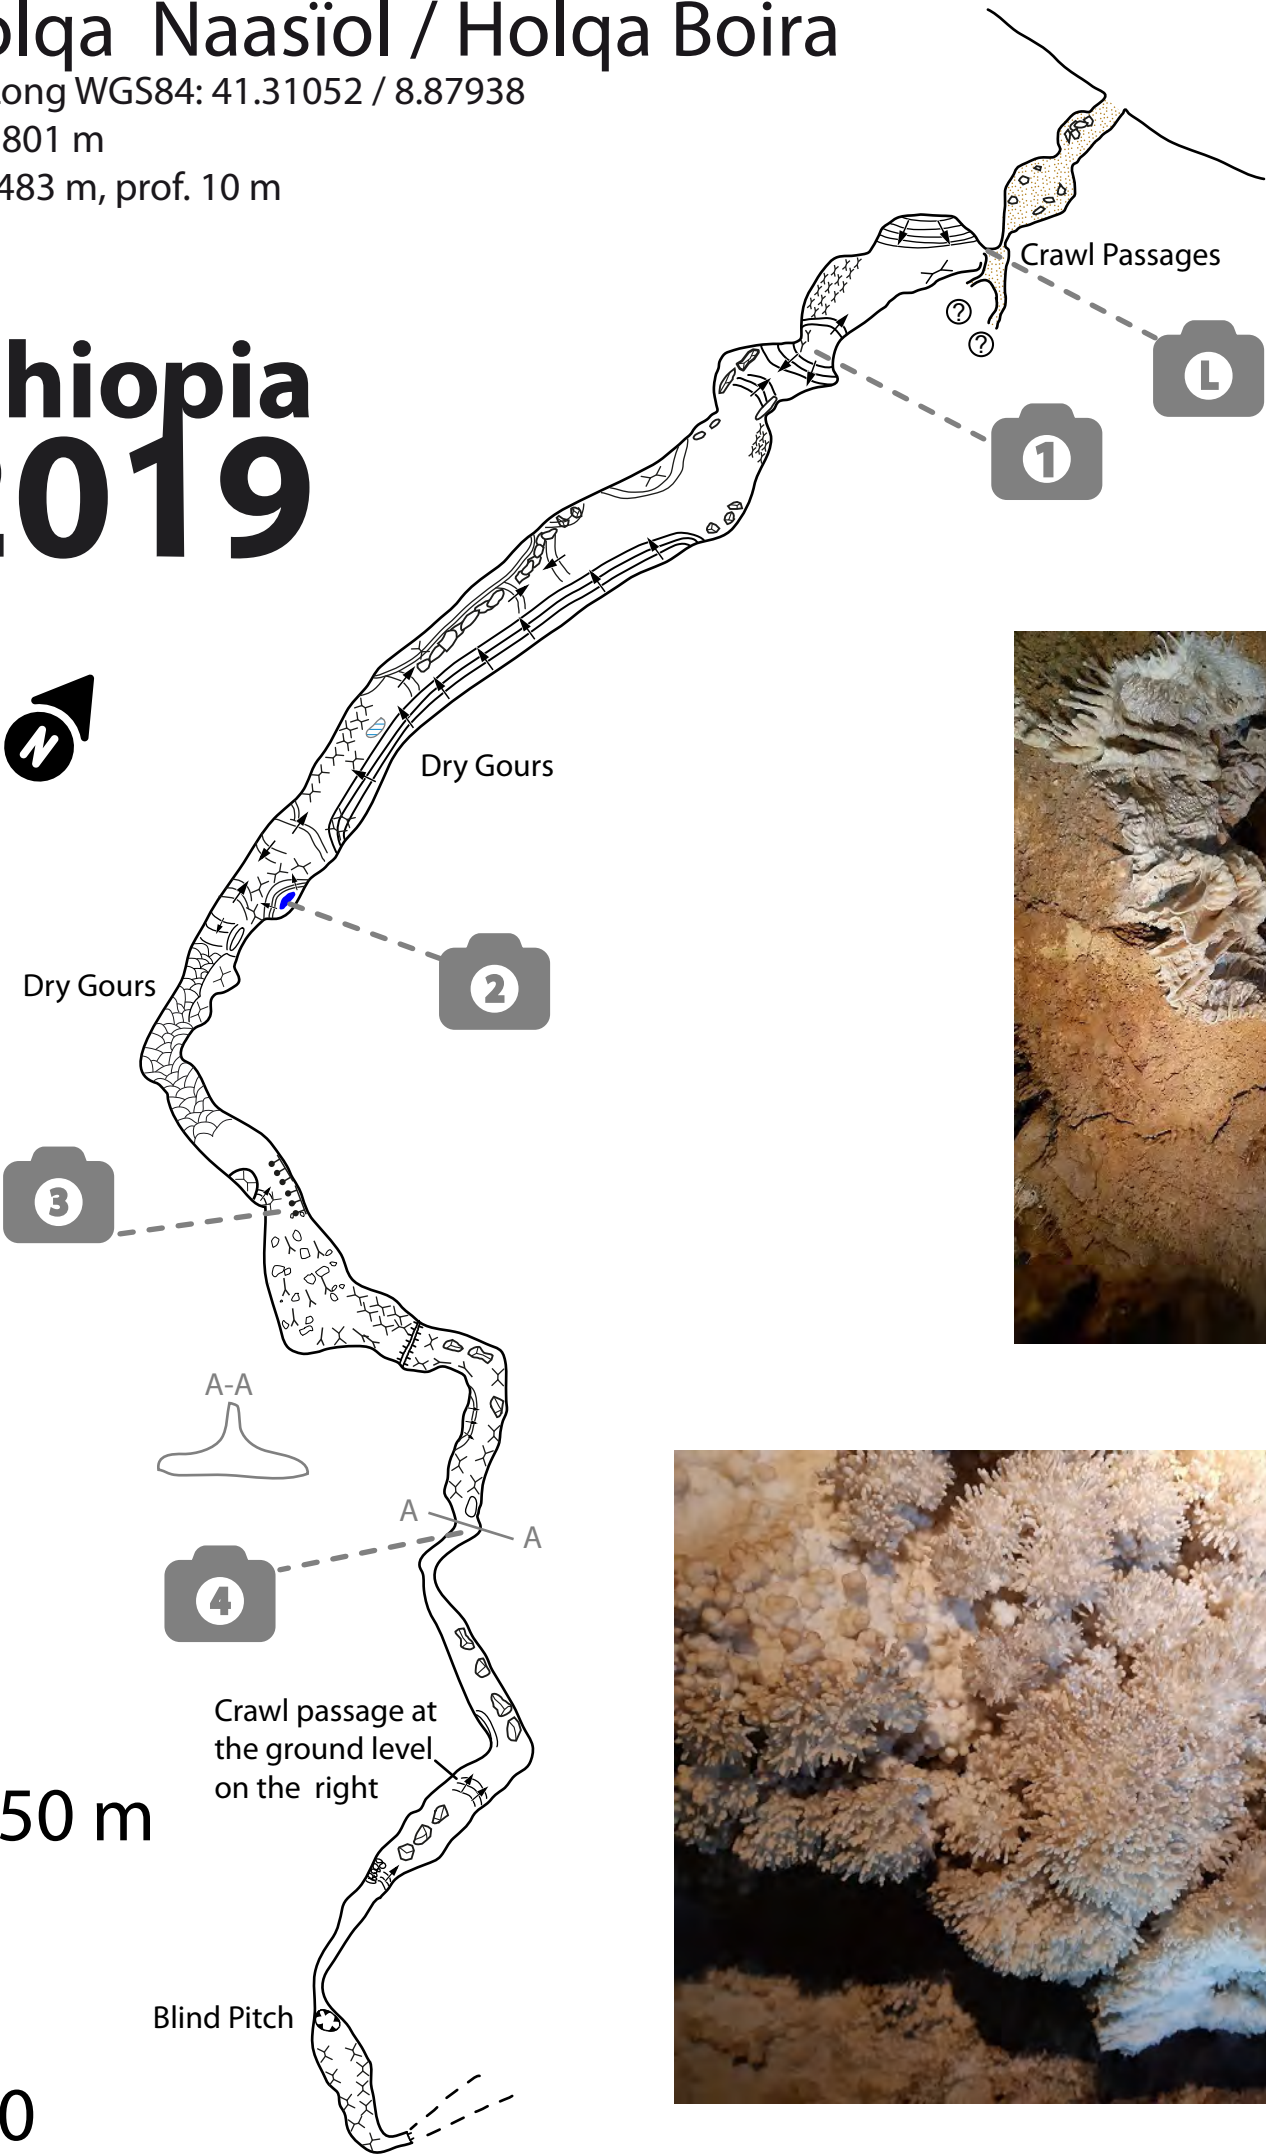 olqa Naasïol / Holqa Boira
ong WGS84: 41.31052 / 8.87938
801 m
483 m, prof. 10 m
Crawl Passages
?
?
L
hiopia
2019
1
N
Dry Gours
2
Dry Gours
3
A-A
A
A
4
Crawl passage at
the ground level
on the right
50 m
Blind Pitch
0